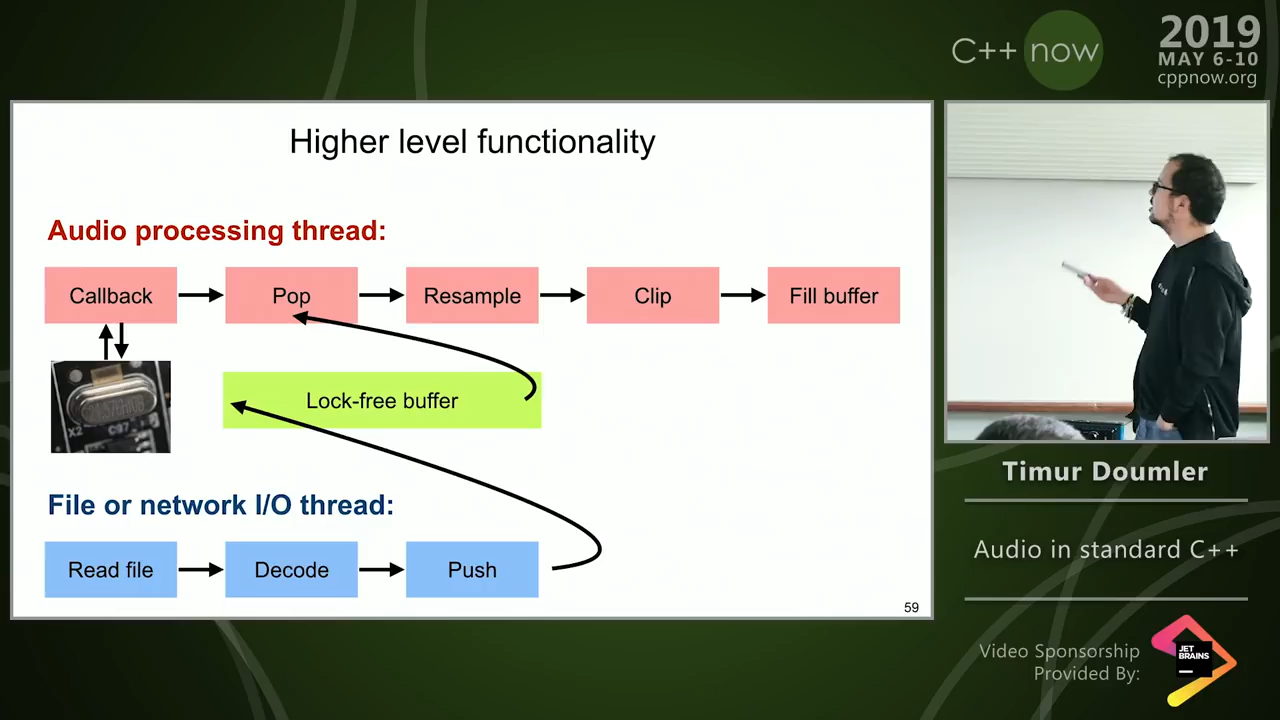 C++ now
2019
MAY 6-10
cppnow.org
Higher level functionality
Audio processing thread:
Callback
Pop
Resample
Clip
Fill buffer
X2
Lock-free buffer
File or network I/O thread:
Read file
Decode
Push
59
Timur Doumler
Audio in standard C++
Video Sponsorship
Provided By:
JET
BRAINS